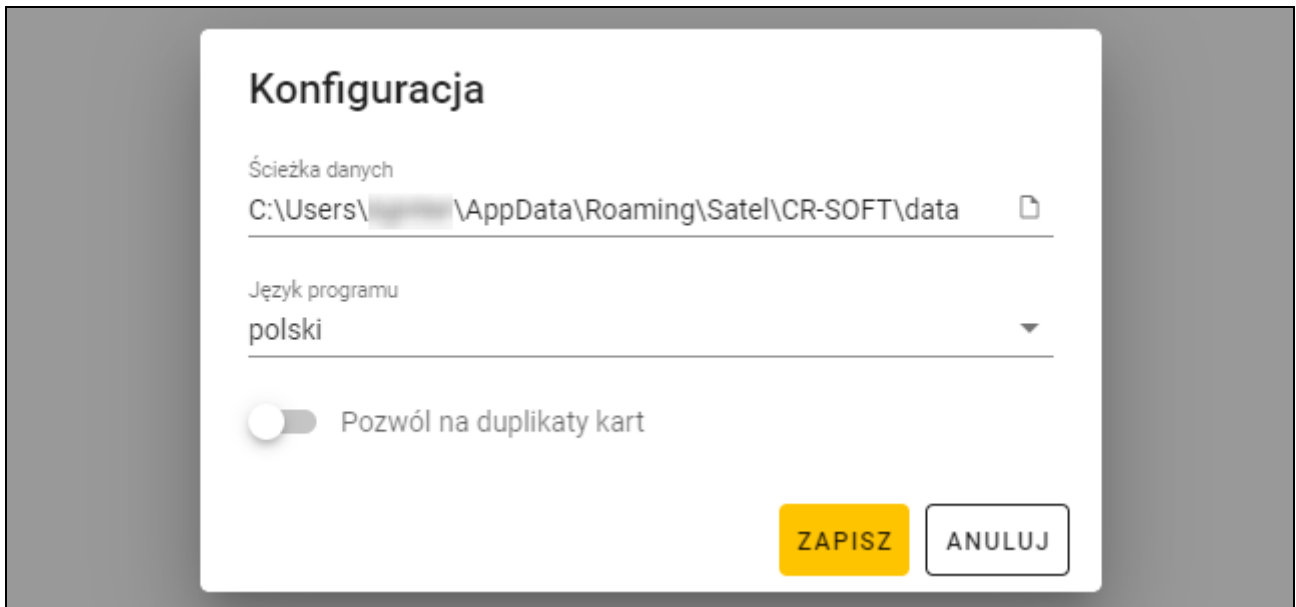 Konfiguracja
Ścieżka danych
C:\Users\ \AppData\Roaming\Satel\CR-SOFT\data
Język programu
polski
Pozwól na duplikaty kart
ZAPISZ ANULUJ